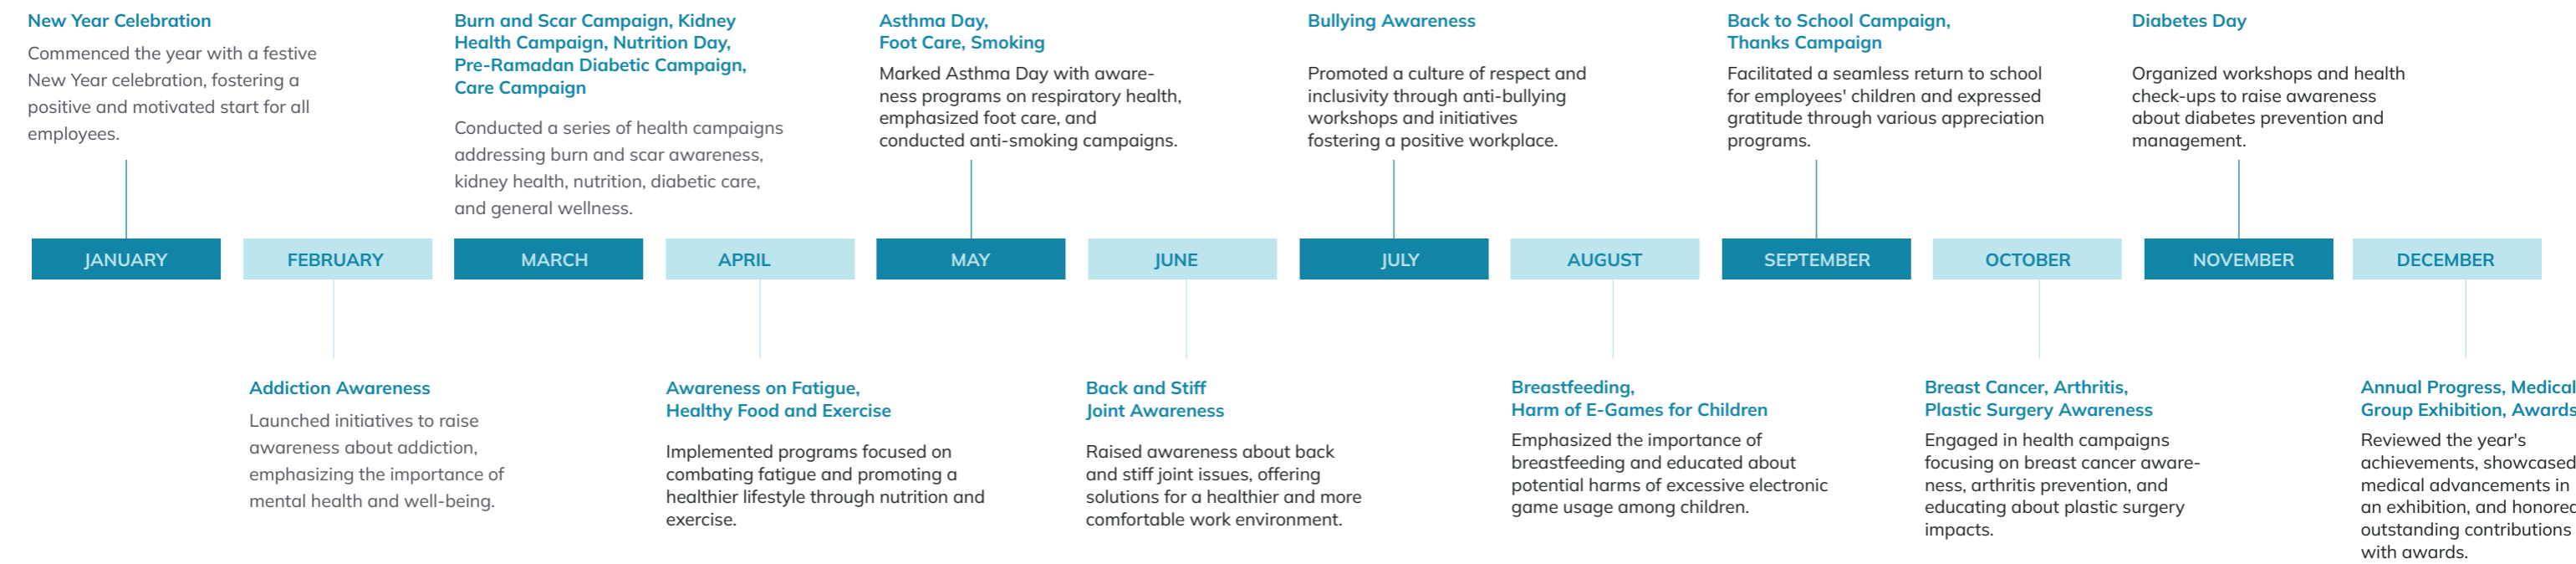 New Year Celebration
Commenced the year with a festive
New Year celebration, fostering a
positive and motivated start for all
employees.
Burn and Scar Campaign, Kidney
Health Campaign, Nutrition Day,
Pre-Ramadan Diabetic Campaign,
Care Campaign
Conducted a series of health campaigns
addressing burn and scar awareness,
kidney health, nutrition, diabetic care,
and general wellness.
Asthma Day,
Foot Care, Smoking
Marked Asthma Day with aware-
ness programs on respiratory health,
emphasized foot care, and
conducted anti-smoking campaigns.
Bullying Awareness
Promoted a culture of respect and
inclusivity through anti-bullying
workshops and initiatives
fostering a positive workplace.
Back to School Campaign,
Thanks Campaign
Facilitated a seamless return to school
for employees' children and expressed
gratitude through various appreciation
programs.
Diabetes Day
Organized workshops and health
check-ups to raise awareness
about diabetes prevention and
management.
JANUARY
FEBRUARY
MARCH
APRIL
MAY
JUNE
JULY
AUGUST
SEPTEMBER
OCTOBER
NOVEMBER
DECEMBER
Addiction Awareness
Launched initiatives to raise
awareness about addiction,
emphasizing the importance of
mental health and well-being.
Awareness on Fatigue,
Healthy Food and Exercise
Implemented programs focused on
combating fatigue and promoting a
healthier lifestyle through nutrition and
exercise.
Back and Stiff
Joint Awareness
Raised awareness about back
and stiff joint issues, offering
solutions for a healthier and more
comfortable work environment.
Breastfeeding,
Harm of E-Games for Children
Emphasized the importance of
breastfeeding and educated about
potential harms of excessive electronic
game usage among children.
Breast Cancer, Arthritis,
Plastic Surgery Awareness
Engaged in health campaigns
focusing on breast cancer aware-
ness, arthritis prevention, and
educating about plastic surgery
impacts.
Annual Progress, Medical
Group Exhibition, Awards
Reviewed the year's
achievements, showcased
medical advancements in
an exhibition, and honored
outstanding contributions
with awards.